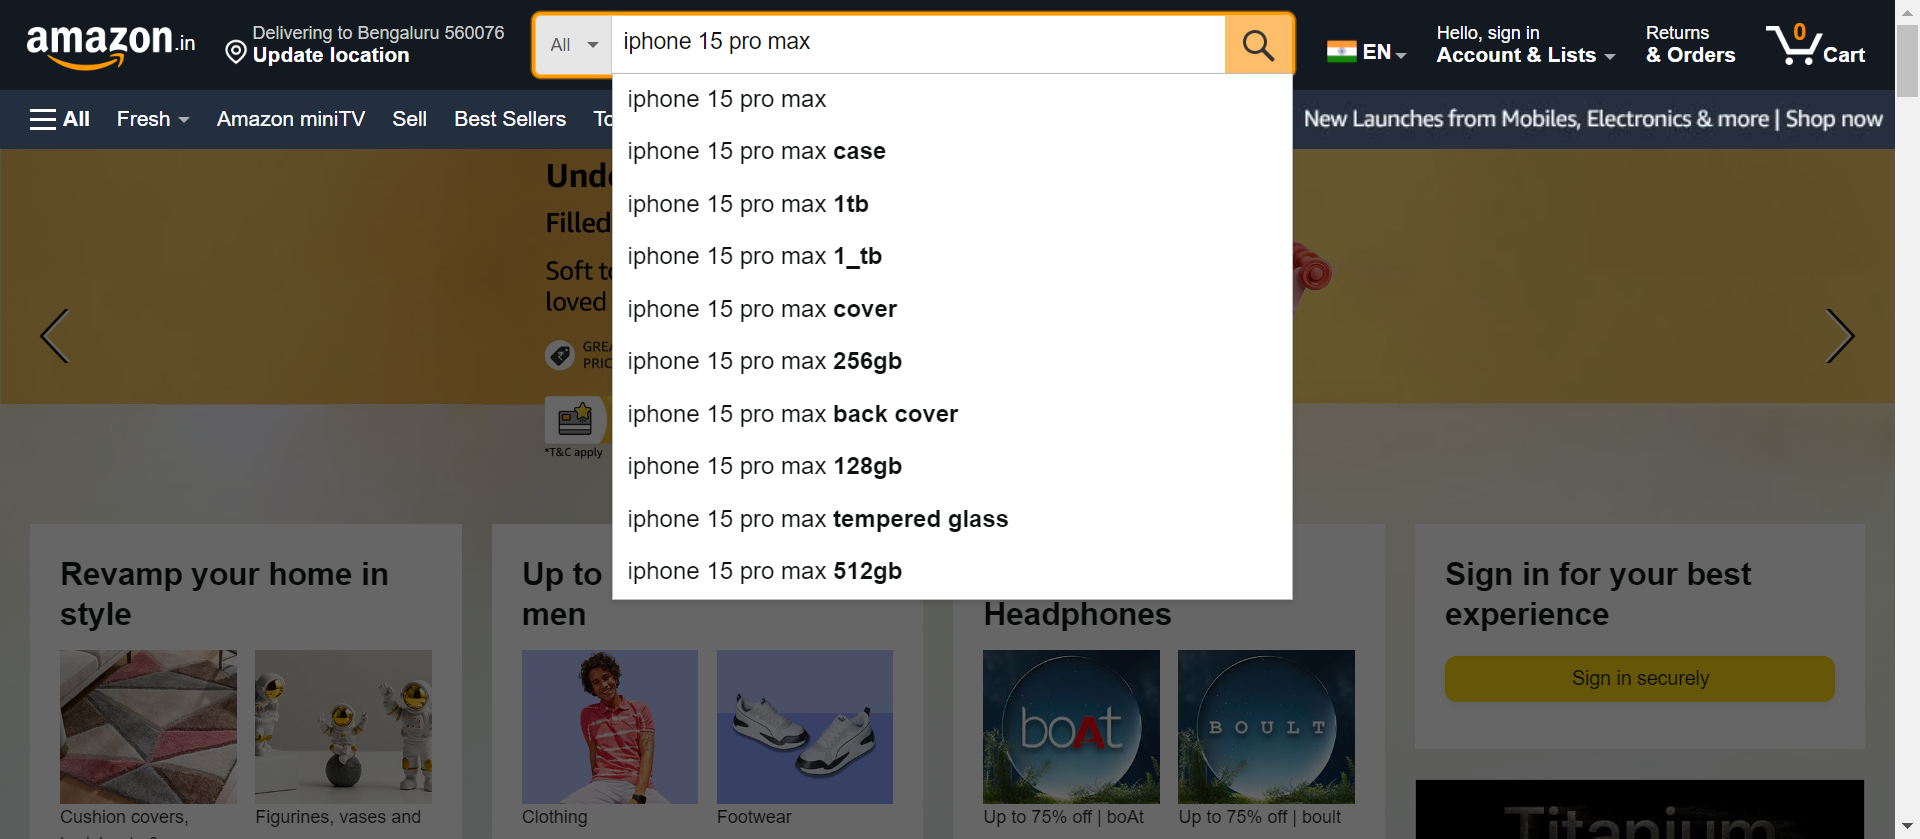 amazon.in
Delivering to Bengaluru 560076
Update location
All
iphone 15 pro max
EN
Hello, sign in
Account & Lists
Returns
& Orders
0
Cart
All
Fresh
Amazon miniTV
Sell
Best Sellers
New Launches from Mobiles, Electronics & more | Shop now
iphone 15 pro max
iphone 15 pro max case
iphone 15 pro max 1tb
iphone 15 pro max 1_tb
iphone 15 pro max cover
iphone 15 pro max 256gb
iphone 15 pro max back cover
iphone 15 pro max 128gb
iphone 15 pro max tempered glass
iphone 15 pro max 512gb
Filled
Soft
loved
*T&C apply
Revamp your home in
style
Up to
men
Headphones
Sign in for your best
experience
Sign in securely
boAt
BOULT
Cushion covers,
Figurines, vases and
Clothing
Footwear
Up to 75% off | boAt
Up to 75% off | boult
Titanium